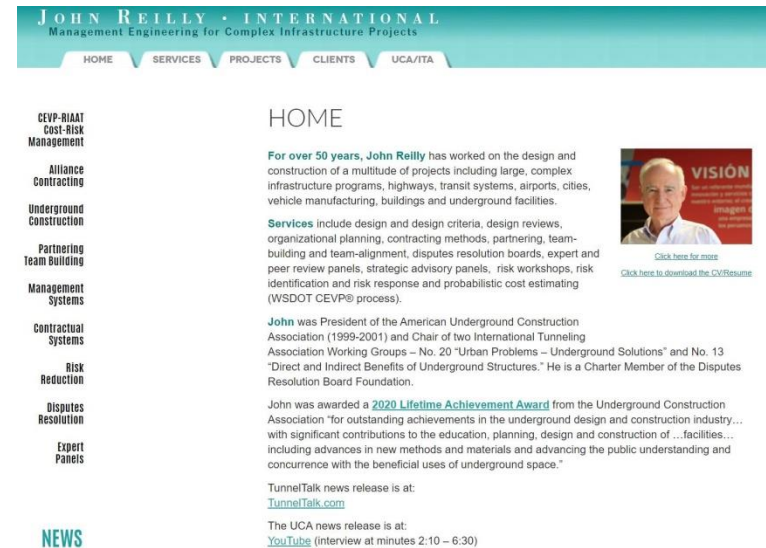 JOHN REILLY • INTERNATIONAL
Management Engineering for Complex Infrastructure Projects
HOME SERVICES PROJECTS CLIENTS UCA/ITA
CEVP-RIAAT
Cost-Risk
Management
Alliance
Contracting
Underground
Construction
Partnering
Team Building
Management
Systems
Contractual
Systems
Risk
Reduction
Disputes
Resolution
Expert
Panels
NEWS
HOME
For over 50 years, John Reilly has worked on the design and
construction of a multitude of projects including large, complex
infrastructure programs, highways, transit systems, airports, cities,
vehicle manufacturing, buildings and underground facilities.
Services include design and design criteria, design reviews,
organizational planning, contracting methods, partnering, team-
building and team-alignment, disputes resolution boards, expert and
peer review panels, strategic advisory panels, risk workshops, risk
identification and risk response and probabilistic cost estimating
(WSDOT CEVP® process).
VISIÓN
imagen
Click here for more
Click here to download the CV/Resume
John was President of the American Underground Construction
Association (1999-2001) and Chair of two International Tunneling
Association Working Groups – No. 20 “Urban Problems – Underground Solutions” and No. 13
“Direct and Indirect Benefits of Underground Structures.” He is a Charter Member of the Disputes
Resolution Board Foundation.
John was awarded a 2020 Lifetime Achievement Award from the Underground Construction
Association “for outstanding achievements in the underground design and construction industry…
with significant contributions to the education, planning, design and construction of …facilities…
including advances in new methods and materials and advancing the public understanding and
concurrence with the beneficial uses of underground space.”
TunnelTalk news release is at:
TunnelTalk.com
The UCA news release is at:
YouTube (interview at minutes 2:10 – 6:30)